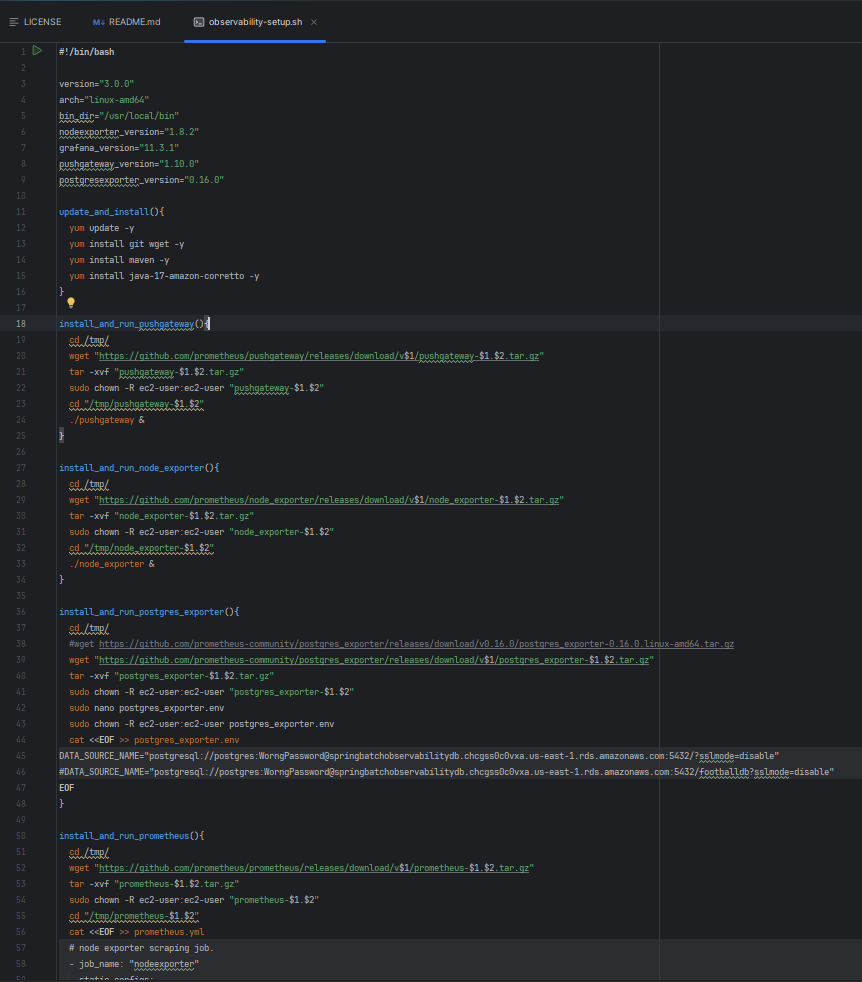 LICENSE
M↓ README.md
observability-setup.sh ×
1 #!/bin/bash
2
3 version="3.0.0"
4 arch="linux-amd64"
5 bin_dir="/usr/local/bin"
6 nodeexporter_version="1.8.2"
7 grafana_version="11.3.1"
8 pushgateway_version="1.10.0"
9 postgresexporter_version="0.16.0"
10
11 update_and_install(){
12   yum update -y
13   yum install git wget -y
14   yum install maven -y
15   yum install java-17-amazon-corretto -y
16 }
17
18 install_and_run_pushgateway(){
19   cd /tmp/
20   wget "https://github.com/prometheus/pushgateway/releases/download/v$1/pushgateway-$1.$2.tar.gz"
21   tar -xvf "pushgateway-$1.$2.tar.gz"
22   sudo chown -R ec2-user:ec2-user "pushgateway-$1.$2"
23   cd "/tmp/pushgateway-$1.$2"
24   ./pushgateway &
25 }
26
27 install_and_run_node_exporter(){
28   cd /tmp/
29   wget "https://github.com/prometheus/node_exporter/releases/download/v$1/node_exporter-$1.$2.tar.gz"
30   tar -xvf "node_exporter-$1.$2.tar.gz"
31   sudo chown -R ec2-user:ec2-user "node_exporter-$1.$2"
32   cd "/tmp/node_exporter-$1.$2"
33   ./node_exporter &
34 }
35
36 install_and_run_postgres_exporter(){
37   cd /tmp/
38   #wget https://github.com/prometheus-community/postgres_exporter/releases/download/v0.16.0/postgres_exporter-0.16.0.linux-amd64.tar.gz
39   wget "https://github.com/prometheus-community/postgres_exporter/releases/download/v$1/postgres_exporter-$1.$2.tar.gz"
40   tar -xvf "postgres_exporter-$1.$2.tar.gz"
41   sudo chown -R ec2-user:ec2-user "postgres_exporter-$1.$2"
42   sudo nano postgres_exporter.env
43   sudo chown -R ec2-user:ec2-user postgres_exporter.env
44   cat <<EOF >> postgres_exporter.env
45 DATA_SOURCE_NAME="postgresql://postgres:WorngPassword@springbatchobservabilitydb.chcgss0c0vxa.us-east-1.rds.amazonaws.com:5432/?sslmode=disable"
46 #DATA_SOURCE_NAME="postgresql://postgres:WorngPassword@springbatchobservabilitydb.chcgss0c0vxa.us-east-1.rds.amazonaws.com:5432/footballdb?sslmode=disable"
47 EOF
48 }
49
50 install_and_run_prometheus(){
51   cd /tmp/
52   wget "https://github.com/prometheus/prometheus/releases/download/v$1/prometheus-$1.$2.tar.gz"
53   tar -xvf "prometheus-$1.$2.tar.gz"
54   sudo chown -R ec2-user:ec2-user "prometheus-$1.$2"
55   cd "/tmp/prometheus-$1.$2"
56   cat <<EOF >> prometheus.yml
57   # node exporter scraping job.
58   - job_name: "nodeexporter"
59     static_configs: